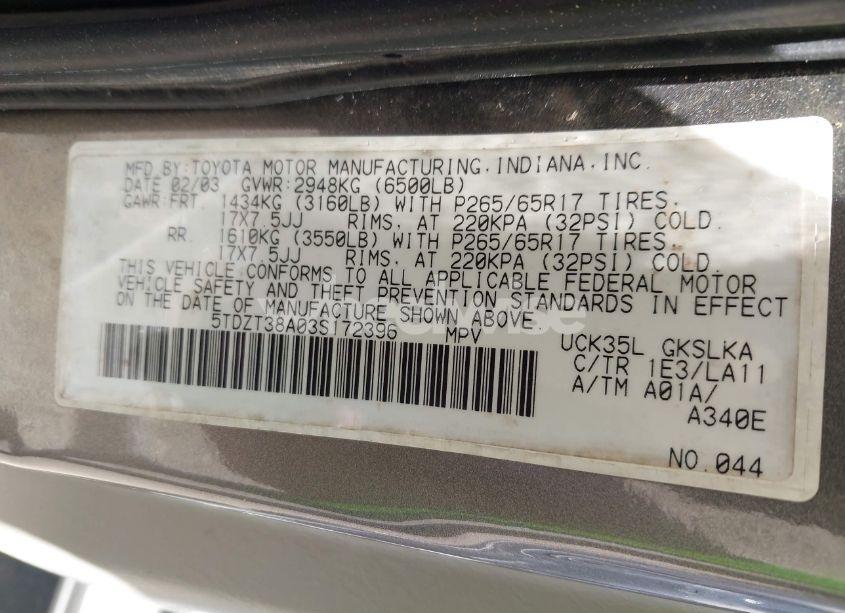 MFD.BY:TOYOTA MOTOR MANUFACTURING.INDIANA.INC.
DATE 02/03 GVWR:2948KG (6500LB)
GAWR:FRT. 1434KG (3160LB) WITH P265/65R17 TIRES.
17X7.5JJ RIMS. AT 220KPA (32PSI) COLD.
RR. 1610KG (3550LB) WITH P265/65R17 TIRES.
17X7.5JJ RIMS. AT 220KPA (32PSI) COLD.
THIS VEHICLE CONFORMS TO ALL APPLICABLE FEDERAL MOTOR
VEHICLE SAFETY AND THEFT PREVENTION STANDARDS IN EFFECT
ON THE DATE OF MANUFACTURE SHOWN ABOVE.
5TDZT38A03S172396 MPV
UCK35L GKSLKA
C/TR 1E3/LA11
A/TM A01A/
A340E
NO.044